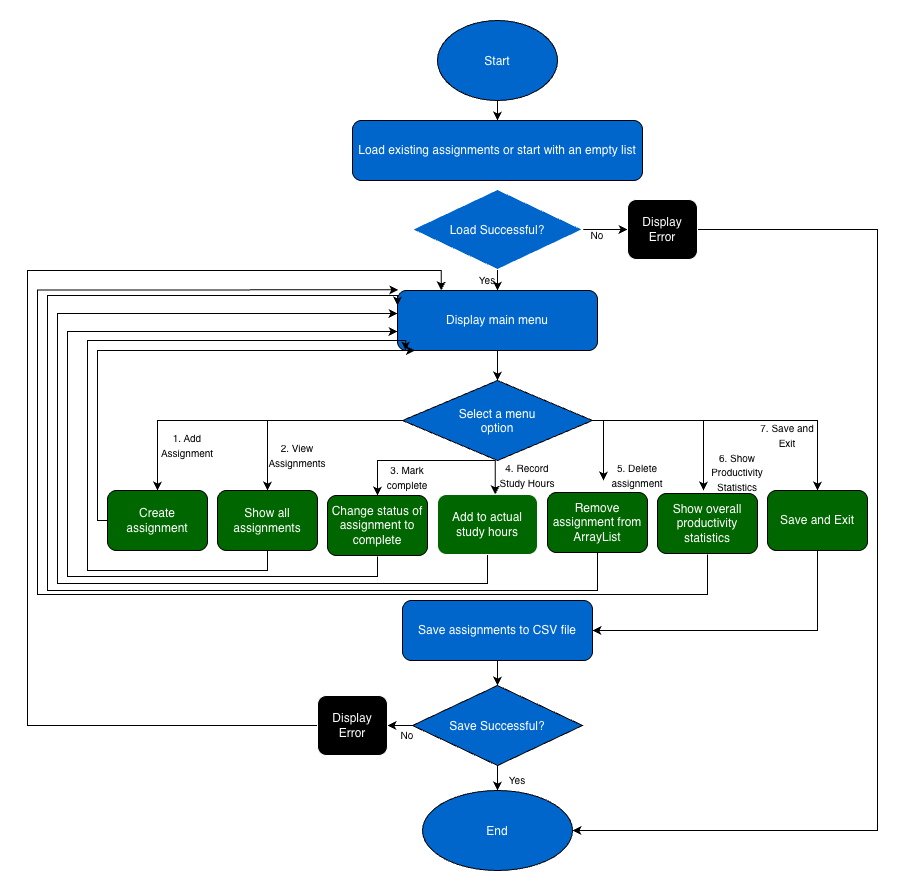 Start
Load existing assignments or start with an empty list
Load Successful?
No
Display
Error
Yes
Display main menu
Select a menu
option
1. Add
Assignment
2. View
Assignments
3. Mark
complete
4. Record
Study Hours
5. Delete
assignment
6. Show
Productivity
Statistics
7. Save and
Exit
Create
assignment
Show all
assignments
Change status of
assignment to
complete
Add to actual
study hours
Remove
assignment from
ArrayList
Show overall
productivity
statistics
Save and Exit
Save assignments to CSV file
Save Successful?
No
Display
Error
Yes
End